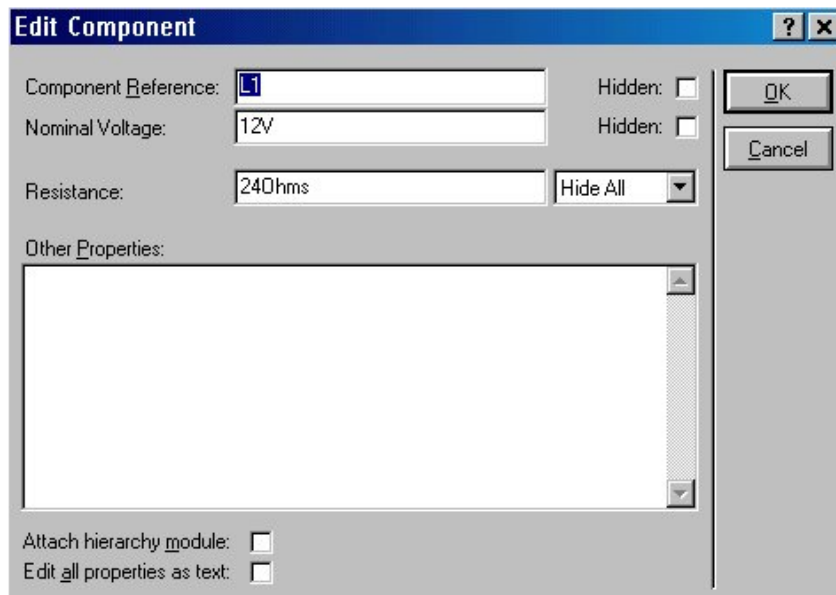 Edit Component
Component Reference: L1 Hidden:
Nominal Voltage: 12V Hidden:
Resistance: 24Ohms Hide All
Other Properties:
Attach hierarchy module:
Edit all properties as text:
OK
Cancel